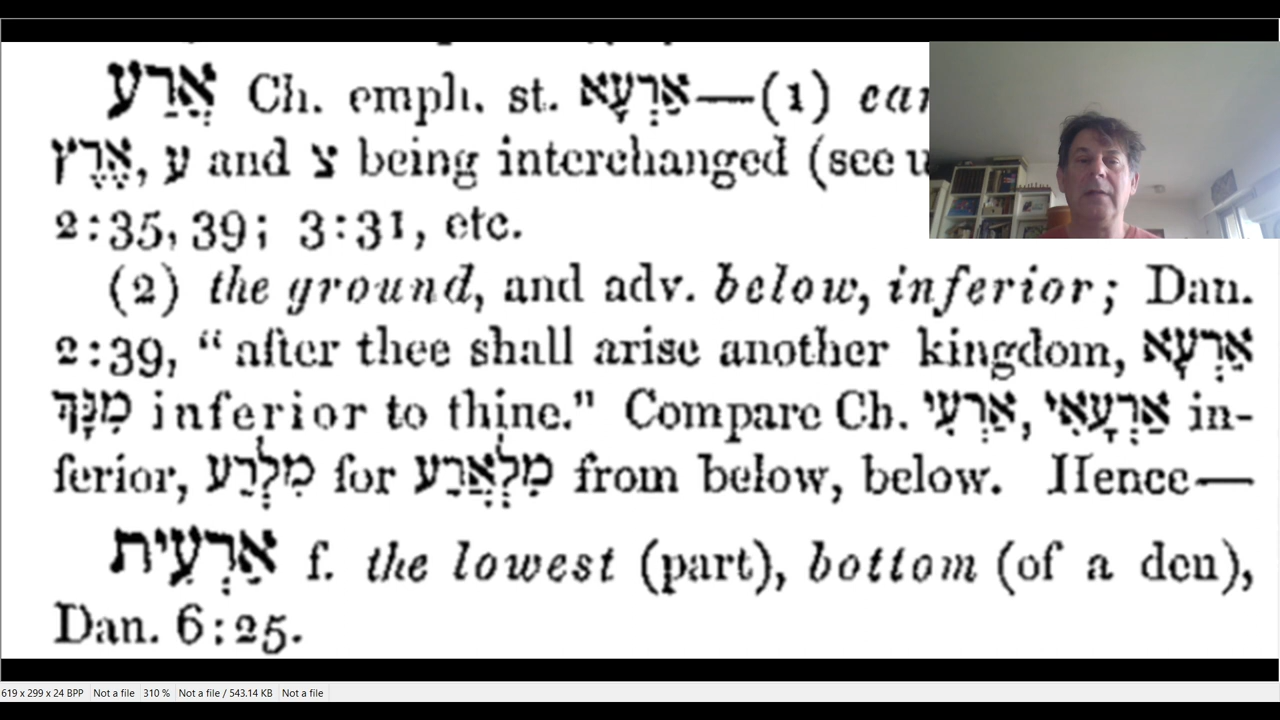 אֲרַע Ch. emph. st. אַרְעָא—(1)
אֶרֶץ, ע and צ being interchanged (see
2:35, 39; 3:31, etc.
(2) the ground, and adv. below, inferior; Dan.
2:39, “after thee shall arise another kingdom, אַרְעָא
מִנָּךְ inferior to thine." Compare Ch. אַרְעִי, אַרְעָאִי in-
ferior, מִלְּרַע for מִלְּאֲרַע from below, below. Hence—
אַרְעִית f. the lowest (part), bottom (of a den),
Dan. 6:25.
619 x 299 x 24 BPP Not a file 310 % Not a file / 543.14 KB Not a file